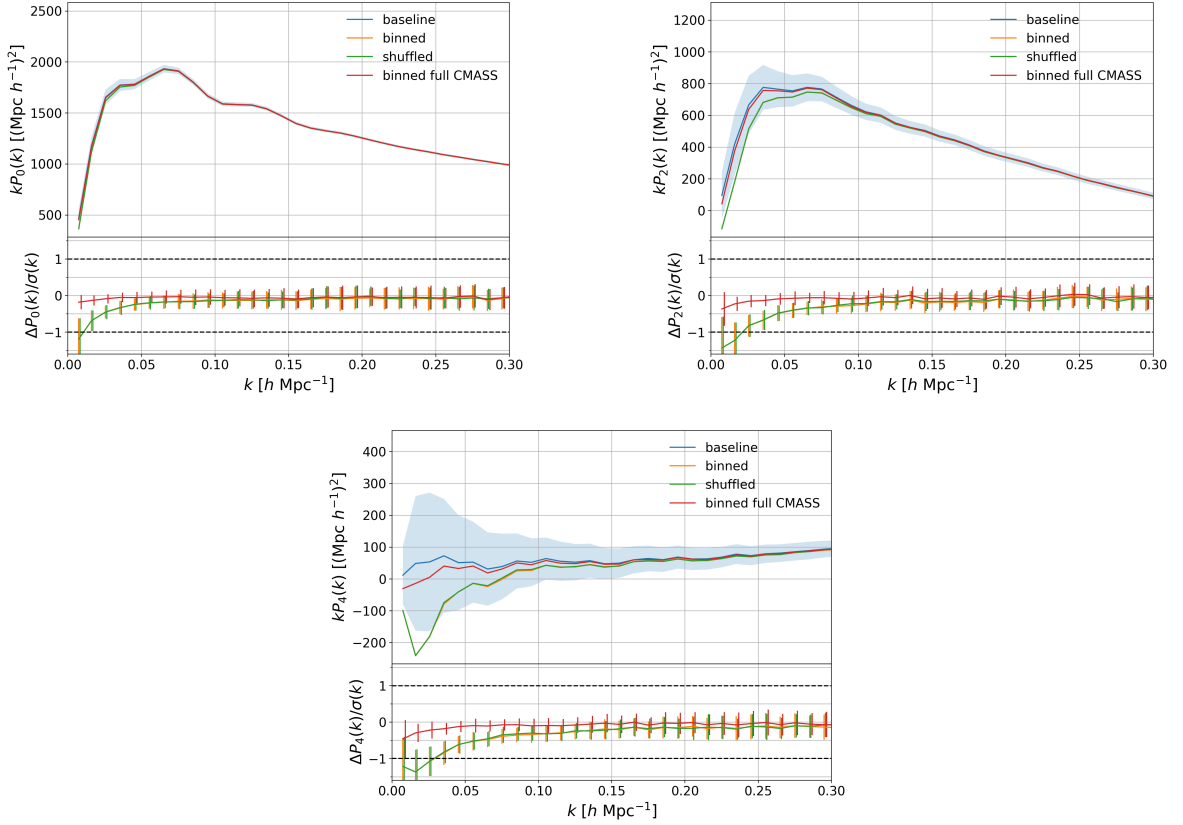 2500
2000
1500
1000
500
kP₀(k) [(Mpc h⁻¹)²]
baseline
binned
shuffled
binned full CMASS
1
0
−1
ΔP₀(k)/σ(k)
0.00 0.05 0.10 0.15 0.20 0.25 0.30
k [h Mpc⁻¹]
1200
1000
800
600
400
200
0
kP₂(k) [(Mpc h⁻¹)²]
baseline
binned
shuffled
binned full CMASS
1
0
−1
ΔP₂(k)/σ(k)
0.00 0.05 0.10 0.15 0.20 0.25 0.30
k [h Mpc⁻¹]
400
300
200
100
0
−100
−200
kP₄(k) [(Mpc h⁻¹)²]
baseline
binned
shuffled
binned full CMASS
1
0
−1
ΔP₄(k)/σ(k)
0.00 0.05 0.10 0.15 0.20 0.25 0.30
k [h Mpc⁻¹]